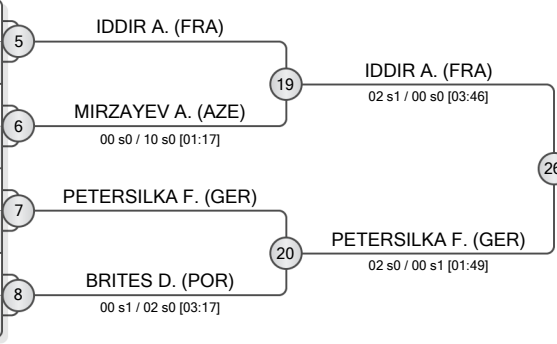 5
IDDIR A. (FRA)
19
IDDIR A. (FRA)
02 s1 / 00 s0 [03:46]
6
MIRZAYEV A. (AZE)
00 s0 / 10 s0 [01:17]
26
7
PETERSILKA F. (GER)
20
PETERSILKA F. (GER)
02 s0 / 00 s1 [01:49]
8
BRITES D. (POR)
00 s1 / 02 s0 [03:17]